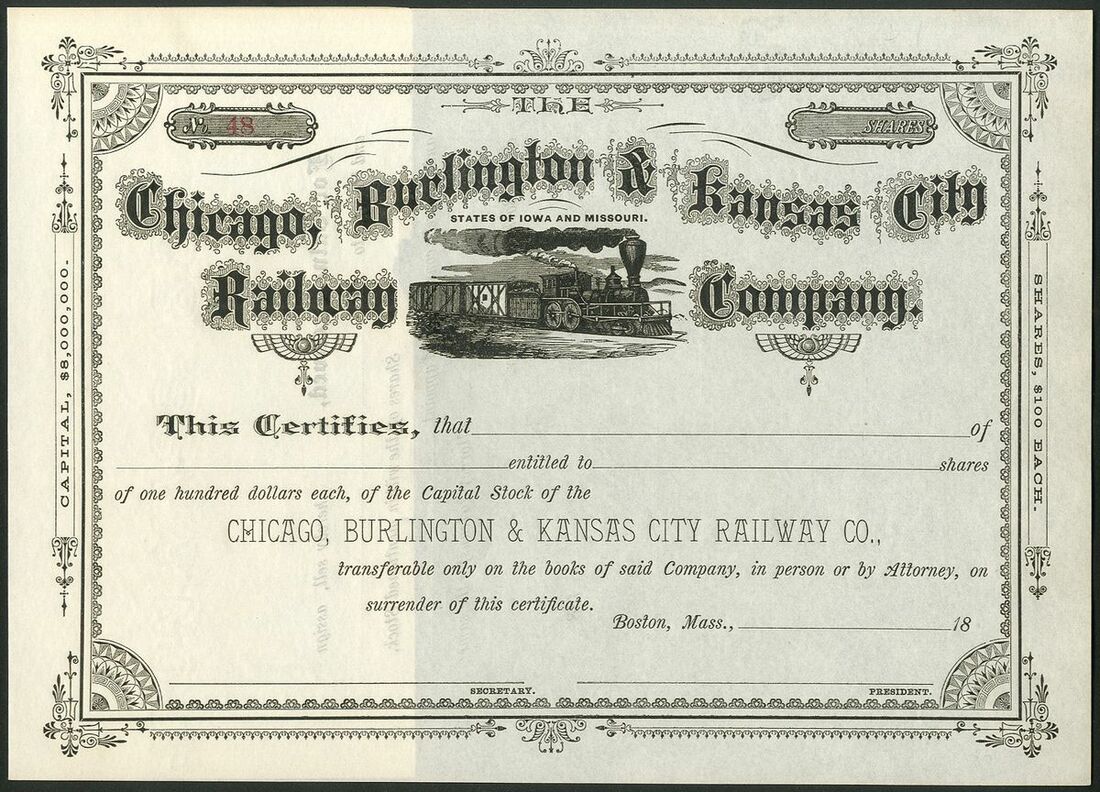 THE
No. 48
SHARES
Chicago, Burlington & Kansas City
STATES OF IOWA AND MISSOURI.
Railway Company.
CAPITAL, $8,000,000.
SHARES, $100 EACH.
This Certifies, that of
entitled to shares
of one hundred dollars each, of the Capital Stock of the
CHICAGO, BURLINGTON & KANSAS CITY RAILWAY CO.,
transferable only on the books of said Company, in person or by Attorney, on
surrender of this certificate.
Boston, Mass., 18
SECRETARY. PRESIDENT.